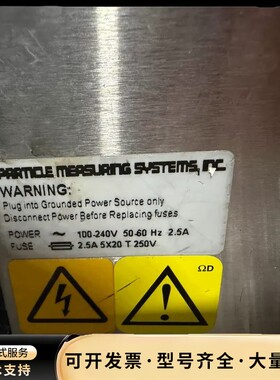 PARTICLE MEASURING SYSTEMS, INC.
WARNING:
Plug into Grounded Power Source only
Disconnect Power Before Replacing fuses
POWER ~ 100-240V 50-60 Hz 2.5A
FUSE 2.5A 5X20 T 250V
ΩD
式服务
支持
可开发票·型号齐全·大量